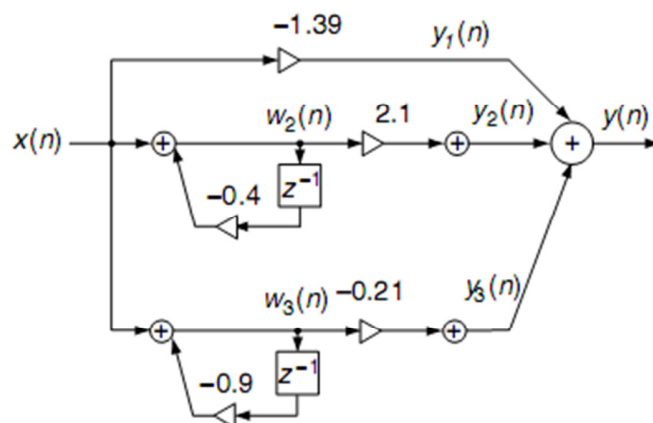 −1.39
y₁(n)
x(n)
+
w₂(n)
2.1
+
y₂(n)
+
y(n)
z⁻¹
−0.4
+
w₃(n)
−0.21
+
y₃(n)
z⁻¹
−0.9